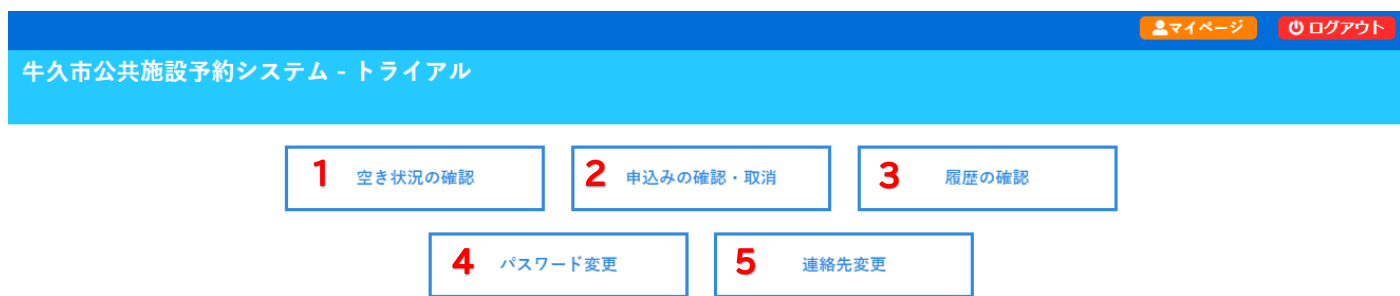 マイページ ログアウト
牛久市公共施設予約システム - トライアル
1 空き状況の確認 2 申込みの確認・取消 3 履歴の確認
4 パスワード変更 5 連絡先変更